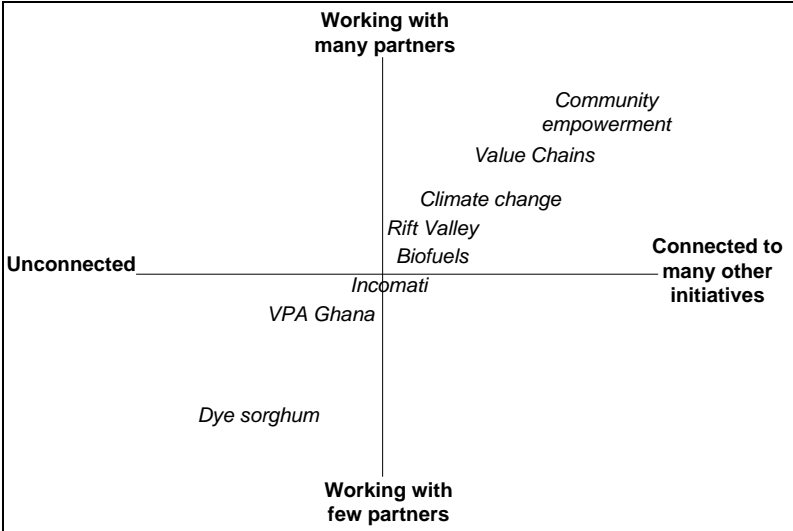 Working with
many partners
Community
empowerment
Value Chains
Climate change
Rift Valley
Biofuels
Unconnected
Connected to
many other
initiatives
Incomati
VPA Ghana
Dye sorghum
Working with
few partners